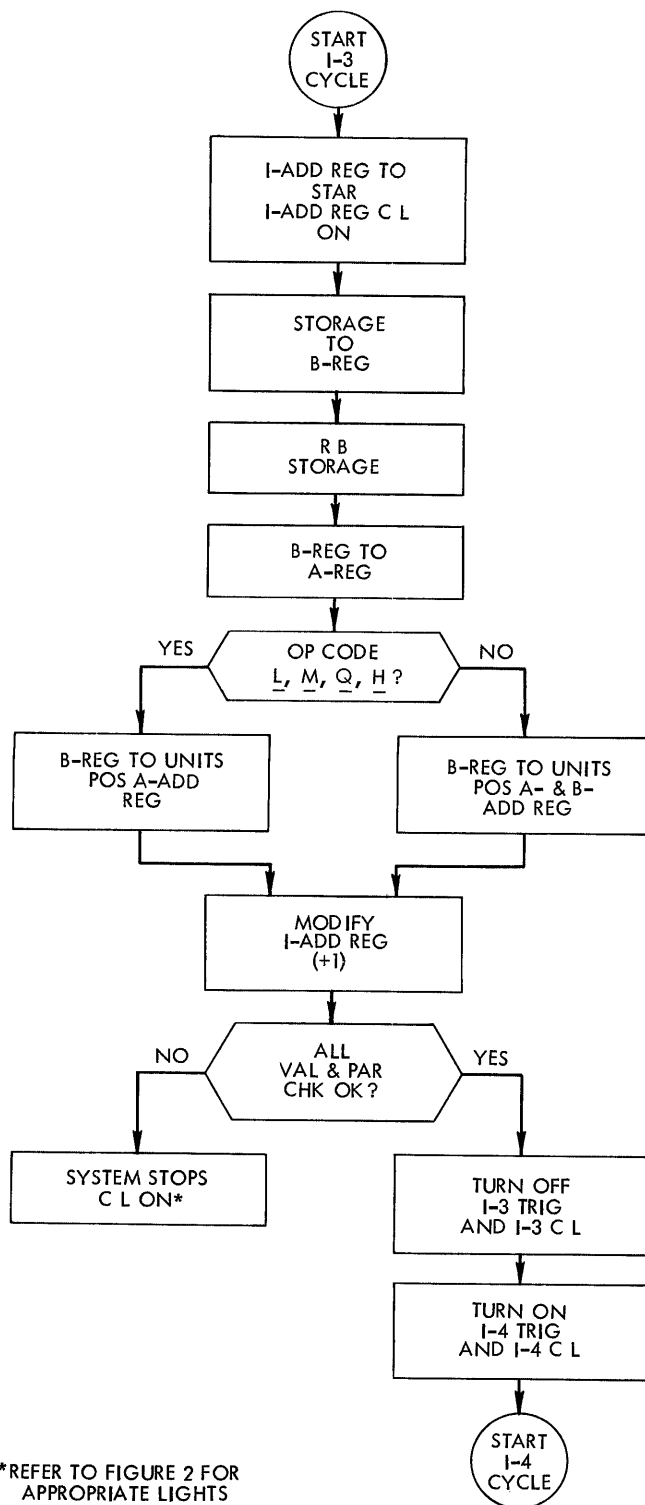 START
I-3
CYCLE
I-ADD REG TO
STAR
I-ADD REG C L
ON
STORAGE
TO
B-REG
R B
STORAGE
B-REG TO
A-REG
YES
OP CODE
L, M, Q, H ?
NO
B-REG TO UNITS
POS A-ADD
REG
B-REG TO UNITS
POS A- & B-
ADD REG
MODIFY
I-ADD REG
(+1)
NO
ALL
VAL & PAR
CHK OK?
YES
SYSTEM STOPS
C L ON*
TURN OFF
I-3 TRIG
AND I-3 C L
TURN ON
I-4 TRIG
AND I-4 C L
START
I-4
CYCLE
*REFER TO FIGURE 2 FOR
APPROPRIATE LIGHTS